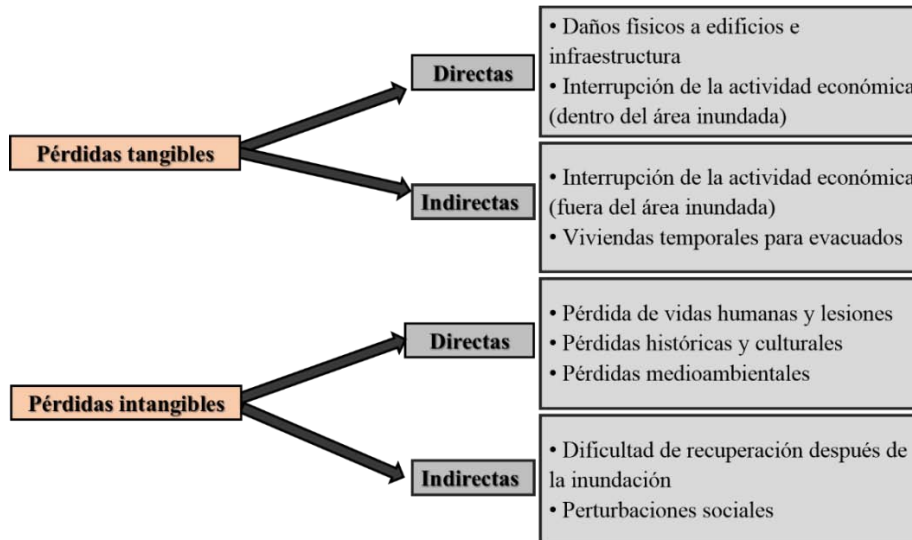 Pérdidas tangibles
Directas
• Daños físicos a edificios e
infraestructura
• Interrupción de la actividad económica
(dentro del área inundada)
Indirectas
• Interrupción de la actividad económica
(fuera del área inundada)
• Viviendas temporales para evacuados
Pérdidas intangibles
Directas
• Pérdida de vidas humanas y lesiones
• Pérdidas históricas y culturales
• Pérdidas medioambientales
Indirectas
• Dificultad de recuperación después de
la inundación
• Perturbaciones sociales